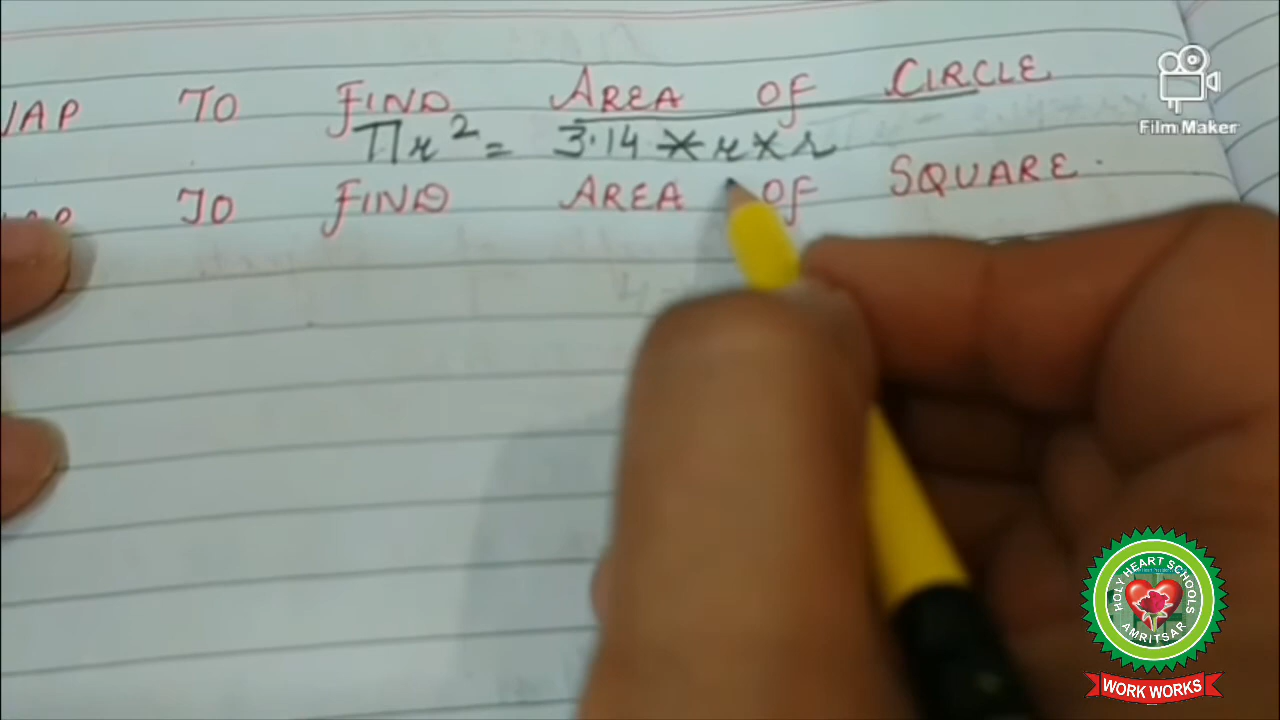 WAP TO FIND AREA OF CIRCLE
πr² = 3.14 * r × r
WAP TO FIND AREA OF SQUARE.
Film Maker
HOLY HEART SCHOOLS
AMRITSAR
WORK WORKS